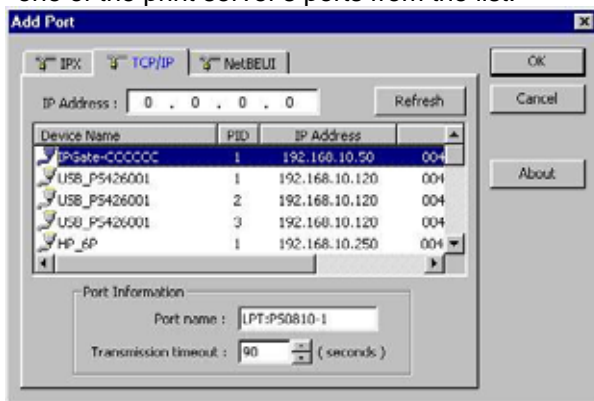 one of the print server's ports from the list.
Add Port
IPX TCP/IP NetBEUI
OK
IP Address : 0 . 0 . 0 . 0 Refresh
Cancel
Device Name PID IP Address
IPGate-CCCCCC 1 192.168.10.50 004
About
USB_PS426001 1 192.168.10.120 004
USB_PS426001 2 192.168.10.120 004
USB_PS426001 3 192.168.10.120 004
HP_6P 1 192.168.10.250 004
Port Information
Port name : LPT:PS0810-1
Transmission timeout : 90 ( seconds )